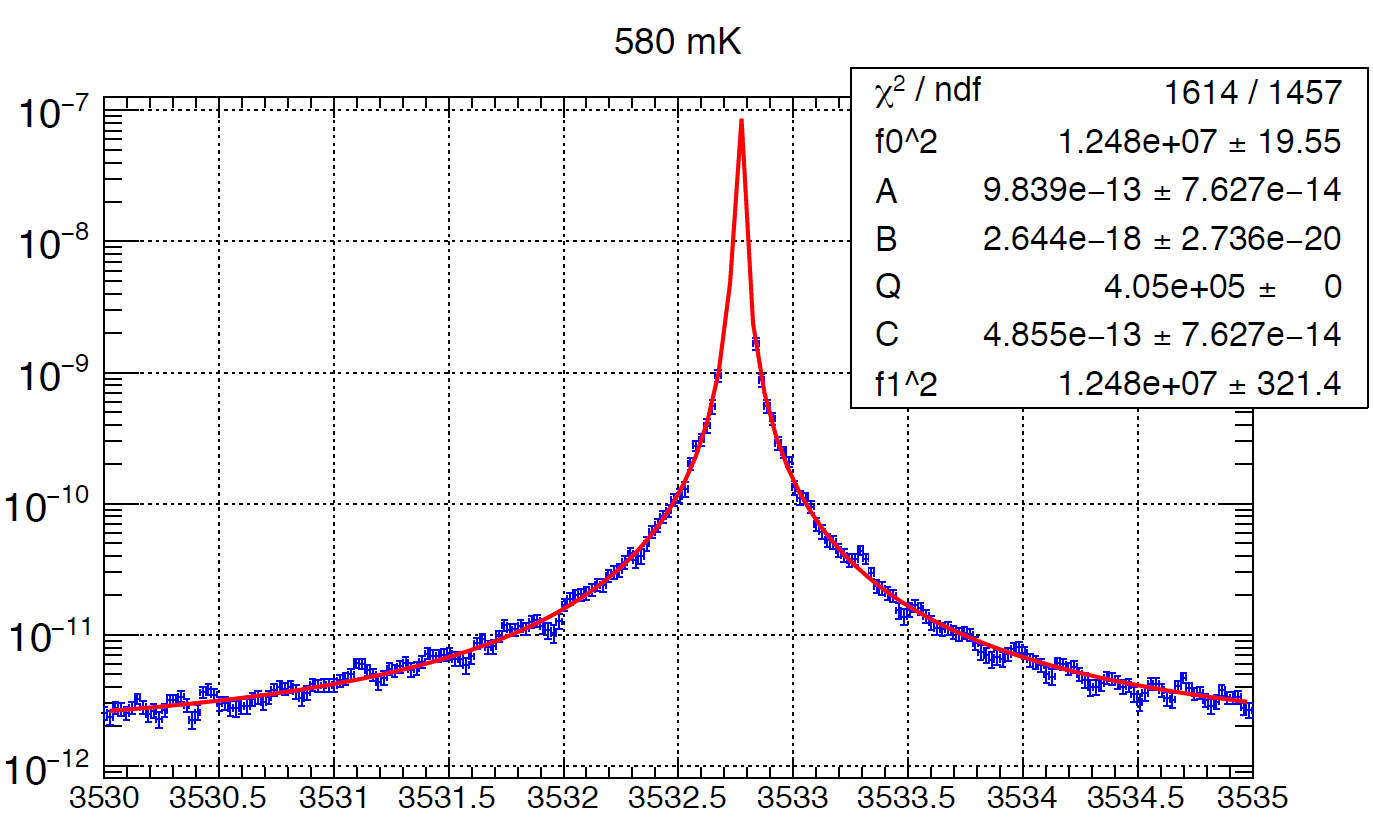 580 mK
χ² / ndf 1614 / 1457
f0^2 1.248e+07 ± 19.55
A 9.839e−13 ± 7.627e−14
B 2.644e−18 ± 2.736e−20
Q 4.05e+05 ± 0
C 4.855e−13 ± 7.627e−14
f1^2 1.248e+07 ± 321.4
10⁻⁷
10⁻⁸
10⁻⁹
10⁻¹⁰
10⁻¹¹
10⁻¹²
3530 3530.5 3531 3531.5 3532 3532.5 3533 3533.5 3534 3534.5 3535